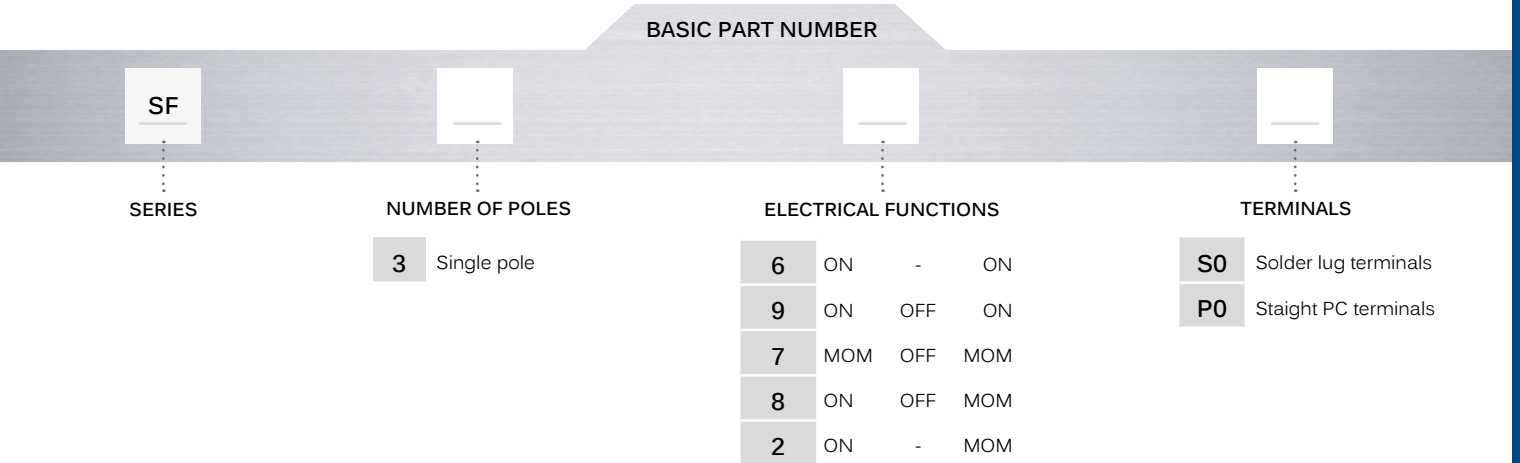 BASIC PART NUMBER
SF
SERIES
NUMBER OF POLES
3 Single pole
ELECTRICAL FUNCTIONS
6 ON - ON
9 ON OFF ON
7 MOM OFF MOM
8 ON OFF MOM
2 ON - MOM
TERMINALS
S0 Solder lug terminals
P0 Staight PC terminals